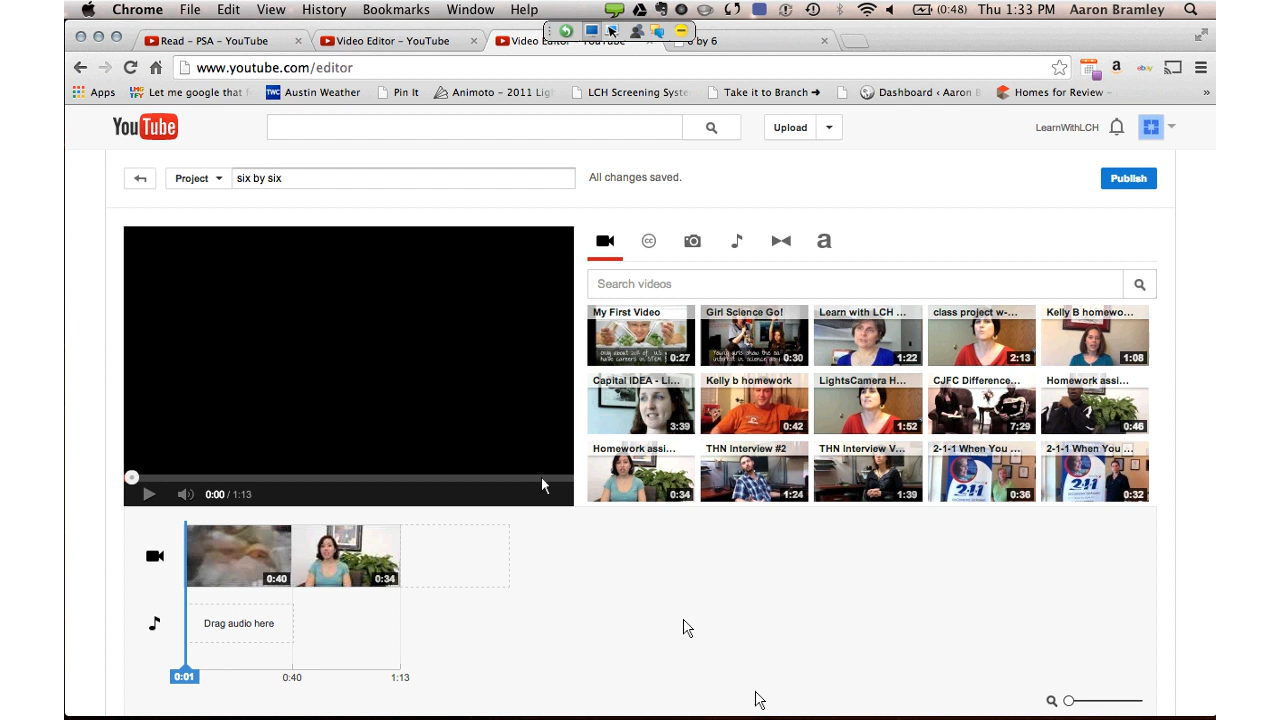 Chrome File Edit View History Bookmarks Window Help (0:48) Thu 1:33 PM Aaron Bramley
Read – PSA – YouTube × Video Editor – YouTube × Video Editor – YouTube 6 by 6 ×
www.youtube.com/editor
Apps Let me google that f Austin Weather Pin It Animoto – 2011 Ligh LCH Screening Syste Take it to Branch → Dashboard ‹ Aaron B Homes for Review – »
YouTube Upload LearnWithLCH
Project six by six All changes saved. Publish
cc a
Search videos
My First Video Girl Science Go! Learn with LCH ... class project w-... Kelly B homewo...
0:27 0:30 1:22 2:13 1:08
Capital IDEA - Li... Kelly b homework LightsCamera H... CJFC Difference... Homework assi...
3:39 0:42 1:52 7:29 0:46
Homework assi... THN Interview #2 THN Interview V... 2-1-1 When You ... 2-1-1 When You ...
0:34 1:24 1:39 0:36 0:32
0:00 / 1:13
0:40 0:34
Drag audio here
0:01 0:40 1:13